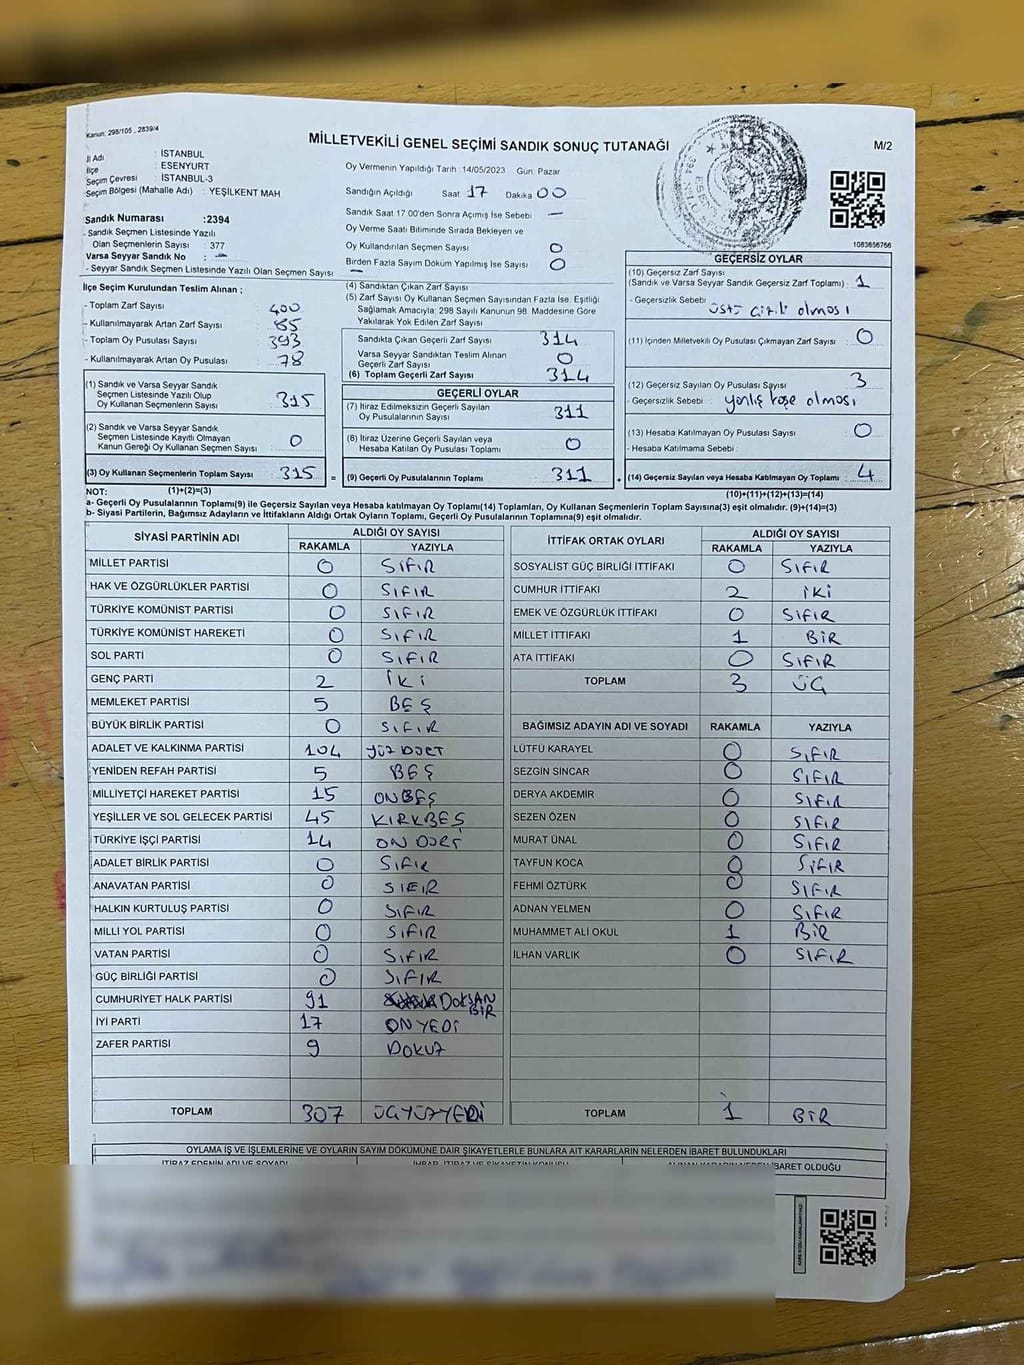 Kanun: 298/105 , 2839/4
MİLLETVEKİLİ GENEL SEÇİMİ SANDIK SONUÇ TUTANAĞI
M/2
İl Adı : İSTANBUL
İlçe : ESENYURT
Seçim Çevresi : İSTANBUL-3
Seçim Bölgesi (Mahalle Adı) : YEŞİLKENT MAH
Oy Vermenin Yapıldığı Tarih : 14/05/2023 Gün: Pazar
Sandığın Açıldığı Saat: 17 Dakika 00
Sandık Saat 17.00'den Sonra Açımış İse Sebebi —
Oy Verme Saati Bitiminde Sırada Bekleyen ve
Oy Kullandırılan Seçmen Sayısı 0
Birden Fazla Sayım Döküm Yapılmış İse Sayısı 0
Sandık Numarası :2394
- Sandık Seçmen Listesinde Yazılı
Olan Seçmenlerin Sayısı : 377
Varsa Seyyar Sandık No : —
- Seyyar Sandık Seçmen Listesinde Yazılı Olan Seçmen Sayısı —
1083656766
İlçe Seçim Kurulundan Teslim Alınan ;
- Toplam Zarf Sayısı : 400
- Kullanılmayarak Artan Zarf Sayısı : 85
- Toplam Oy Pusulası Sayısı : 393
- Kullanılmayarak Artan Oy Pusulası : 78
(1) Sandık ve Varsa Seyyar Sandık
Seçmen Listesinde Yazılı Olup
Oy Kullanan Seçmenlerin Sayısı : 315
(2) Sandık ve Varsa Seyyar Sandık
Seçmen Listesinde Kayıtlı Olmayan
Kanun Gereği Oy Kullanan Seçmen Sayısı : 0
(3) Oy Kullanan Seçmenlerin Toplam Sayısı : 315
(4) Sandıktan Çıkan Zarf Sayısı
(5) Zarf Sayısı Oy Kullanan Seçmen Sayısından Fazla İse, Eşitliği
Sağlamak Amacıyla; 298 Sayılı Kanunun 98. Maddesine Göre
Yakılarak Yok Edilen Zarf Sayısı
Sandıkta Çıkan Geçerli Zarf Sayısı : 314
Varsa Seyyar Sandıktan Teslim Alınan
Geçerli Zarf Sayısı : 0
(6) Toplam Geçerli Zarf Sayısı : 314
GEÇERLİ OYLAR
(7) İtiraz Edilmeksizin Geçerli Sayılan
Oy Pusulalarının Sayısı : 311
(8) İtiraz Üzerine Geçerli Sayılan veya
Hesaba Katılan Oy Pusulası Toplamı : 0
= (9) Geçerli Oy Pusulalarının Toplamı : 311 +
GEÇERSİZ OYLAR
(10) Geçersiz Zarf Sayısı
(Sandık ve Varsa Seyyar Sandık Geçersiz Zarf Toplamı) : 1
- Geçersizlik Sebebi : üstü çizili olması
(11) İçinden Milletvekili Oy Pusulası Çıkmayan Zarf Sayısı : 0
(12) Geçersiz Sayılan Oy Pusulası Sayısı : 3
- Geçersizlik Sebebi : yanlış kaşe olması
(13) Hesaba Katılmayan Oy Pusulası Sayısı : 0
- Hesaba Katılmama Sebebi :
(14) Geçersiz Sayılan veya Hesaba Katılmayan Oy Toplamı : 4
NOT: (1)+(2)=(3)
(10)+(11)+(12)+(13)=(14)
a- Geçerli Oy Pusulalarının Toplamı(9) ile Geçersiz Sayılan veya Hesaba katılmayan Oy Toplamı(14) Toplamları, Oy Kullanan Seçmenlerin Toplam Sayısına(3) eşit olmalıdır. (9)+(14)=(3)
b- Siyasi Partilerin, Bağımsız Adayların ve İttifakların Aldığı Oyların Toplamı, Geçerli Oy Pusulalarının Toplamına(9) eşit olmalıdır.
SİYASİ PARTİNİN ADI ALDIĞI OY SAYISI
RAKAMLA YAZIYLA
MİLLET PARTİSİ 0 SIFIR
HAK VE ÖZGÜRLÜKLER PARTİSİ 0 SIFIR
TÜRKİYE KOMÜNİST PARTİSİ 0 SIFIR
TÜRKİYE KOMÜNİST HAREKETİ 0 SIFIR
SOL PARTİ 0 SIFIR
GENÇ PARTİ 2 İKİ
MEMLEKET PARTİSİ 5 BEŞ
BÜYÜK BİRLİK PARTİSİ 0 SIFIR
ADALET VE KALKINMA PARTİSİ 104 YÜZ DÖRT
YENİDEN REFAH PARTİSİ 5 BEŞ
MİLLİYETÇİ HAREKET PARTİSİ 15 ONBEŞ
YEŞİLLER VE SOL GELECEK PARTİSİ 45 KIRKBEŞ
TÜRKİYE İŞÇİ PARTİSİ 14 ON DÖRT
ADALET BİRLİK PARTİSİ 0 SIFIR
ANAVATAN PARTİSİ 0 SIFIR
HALKIN KURTULUŞ PARTİSİ 0 SIFIR
MİLLİ YOL PARTİSİ 0 SIFIR
VATAN PARTİSİ 0 SIFIR
GÜÇ BİRLİĞİ PARTİSİ 0 SIFIR
CUMHURİYET HALK PARTİSİ 91 DOKSAN BİR
İYİ PARTİ 17 ONYEDİ
ZAFER PARTİSİ 9 DOKUZ
TOPLAM 307 ÜÇYÜZYEDİ
İTTİFAK ORTAK OYLARI ALDIĞI OY SAYISI
RAKAMLA YAZIYLA
SOSYALİST GÜÇ BİRLİĞİ İTTİFAKI 0 SIFIR
CUMHUR İTTİFAKI 2 İKİ
EMEK VE ÖZGÜRLÜK İTTİFAKI 0 SIFIR
MİLLET İTTİFAKI 1 BİR
ATA İTTİFAKI 0 SIFIR
TOPLAM 3 ÜÇ
BAĞIMSIZ ADAYIN ADI VE SOYADI RAKAMLA YAZIYLA
LÜTFÜ KARAYEL 0 SIFIR
SEZGİN SİNCAR 0 SIFIR
DERYA AKDEMİR 0 SIFIR
SEZEN ÖZEN 0 SIFIR
MURAT ÜNAL 0 SIFIR
TAYFUN KOCA 0 SIFIR
FEHMİ ÖZTÜRK 0 SIFIR
ADNAN YELMEN 0 SIFIR
MUHAMMET ALİ OKUL 1 BİR
İLHAN VARLIK 0 SIFIR
TOPLAM 1 BİR
OYLAMA İŞ VE İŞLEMLERİNE VE OYLARIN SAYIM DÖKÜMÜNE DAİR ŞİKAYETLERLE BUNLARA AİT KARARLARIN NELERDEN İBARET BULUNDUKLARI
İTİRAZ EDENİN ADI VE SOYADI İHBAR, İTİRAZ VE ŞİKAYETİN KONUSU ALINAN KARARIN NEDEN İBARET OLDUĞU